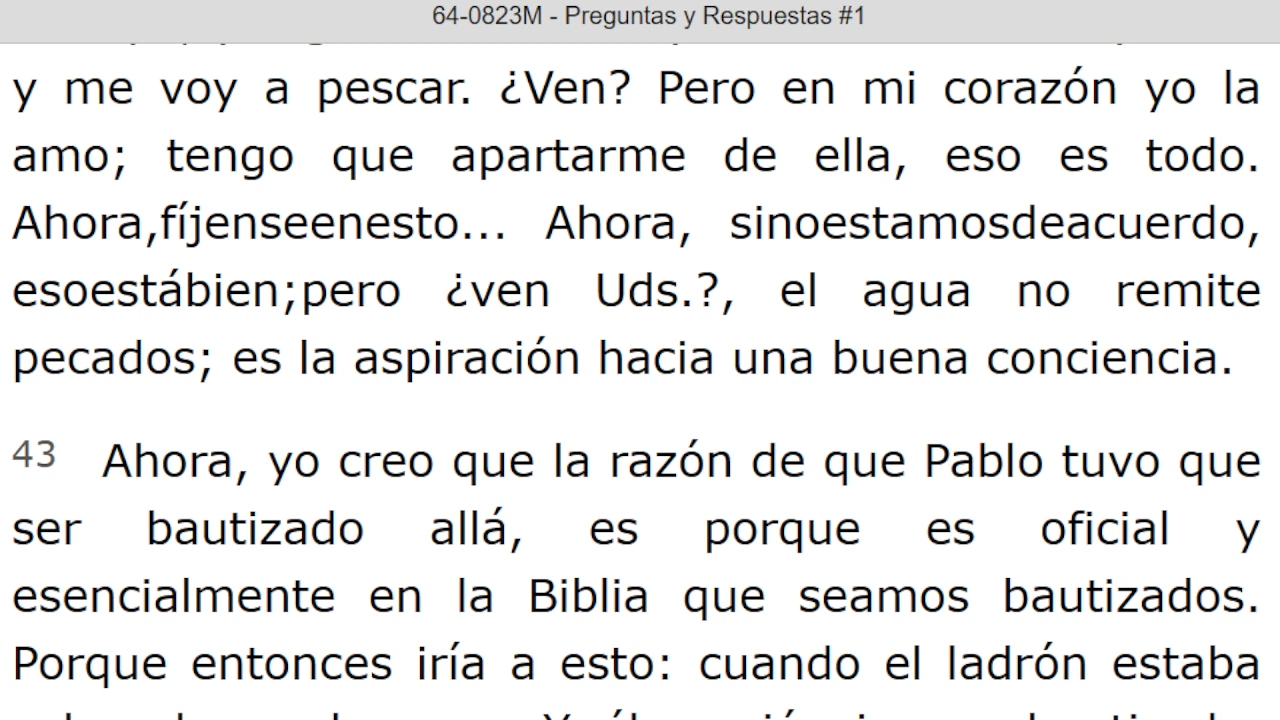 64-0823M - Preguntas y Respuestas #1
y me voy a pescar. ¿Ven? Pero en mi corazón yo la
amo; tengo que apartarme de ella, eso es todo.
Ahora,fíjenseenesto... Ahora, sinoestamosdeacuerdo,
esoestábien;pero ¿ven Uds.?, el agua no remite
pecados; es la aspiración hacia una buena conciencia.
43 Ahora, yo creo que la razón de que Pablo tuvo que
ser bautizado allá, es porque es oficial y
esencialmente en la Biblia que seamos bautizados.
Porque entonces iría a esto: cuando el ladrón estaba